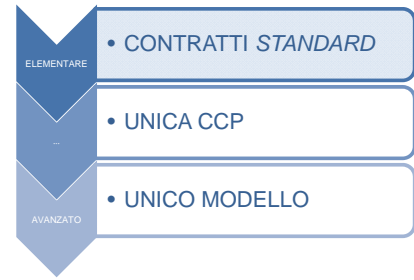 ELEMENTARE
• CONTRATTI STANDARD
...
• UNICA CCP
AVANZATO
• UNICO MODELLO